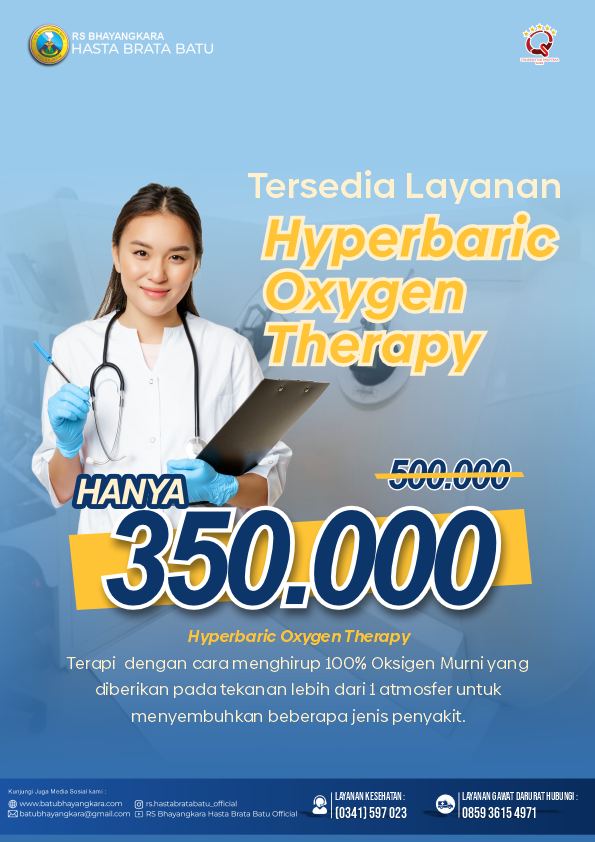 RS BHAYANGKARA
HASTA BRATA BATU
Tersedia Layanan
Hyperbaric
Oxygen
Therapy
500.000
HANYA
350.000
Hyperbaric Oxygen Therapy
Terapi dengan cara menghirup 100% Oksigen Murni yang
diberikan pada tekanan lebih dari 1 atmosfer untuk
menyembuhkan beberapa jenis penyakit.
Kunjungi Juga Media Sosial kami :
www.batubhayangkara.com
rs.hastabratabatu_official
batubhayangkara@gmail.com
RS Bhayangkara Hasta Brata Batu Official
LAYANAN KESEHATAN :
(0341) 597 023
LAYANAN GAWAT DARURAT HUBUNGI :
0859 3615 4971